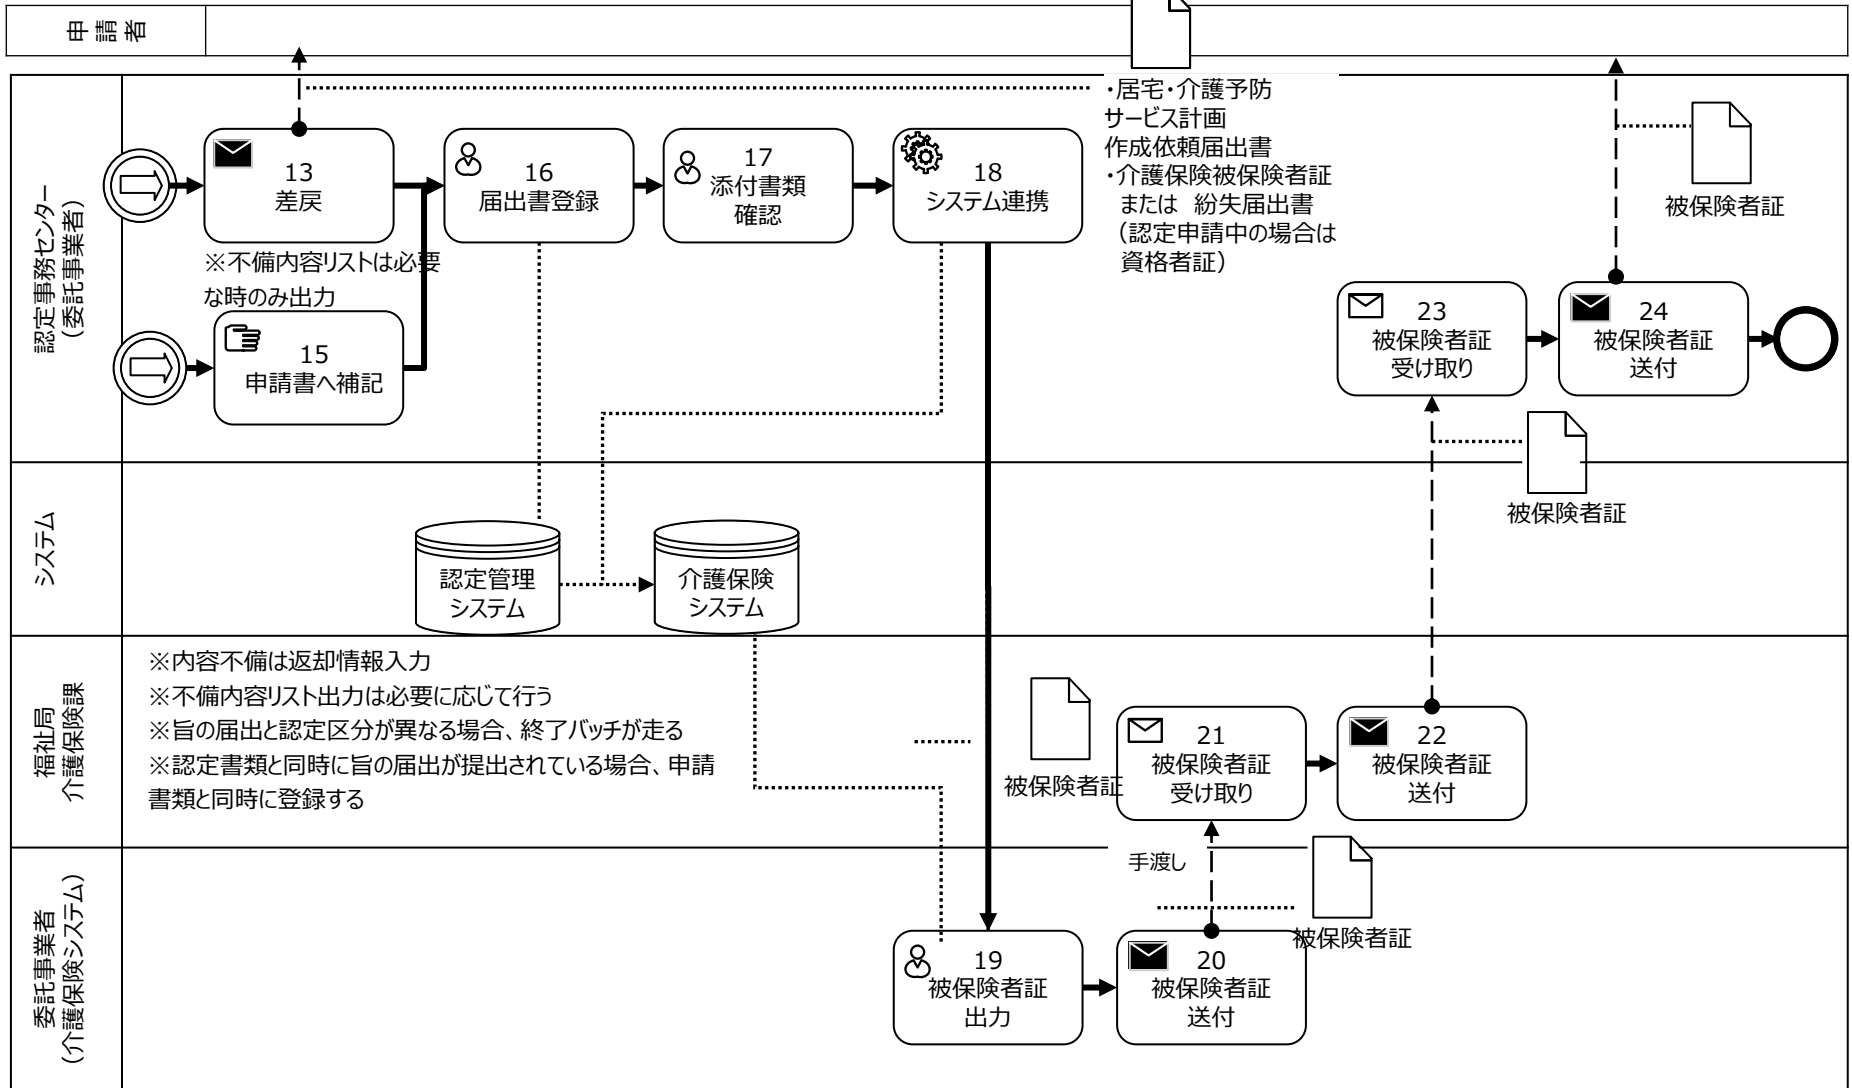 申請者
認定事務センター
（委託事業者）
13
差戻
16
届出書登録
17
添付書類
確認
18
システム連携
・居宅・介護予防
サービス計画
作成依頼届出書
・介護保険被保険者証
または 紛失届出書
（認定申請中の場合は
資格者証）
被保険者証
※不備内容リストは必要
な時のみ出力
15
申請書へ補記
23
被保険者証
受け取り
24
被保険者証
送付
被保険者証
システム
認定管理
システム
介護保険
システム
福祉局
介護保険課
※内容不備は返却情報入力
※不備内容リスト出力は必要に応じて行う
※旨の届出と認定区分が異なる場合、終了バッチが走る
※認定書類と同時に旨の届出が提出されている場合、申請
書類と同時に登録する
被保険者証
21
被保険者証
受け取り
22
被保険者証
送付
委託事業者
（介護保険システム）
手渡し
被保険者証
19
被保険者証
出力
20
被保険者証
送付